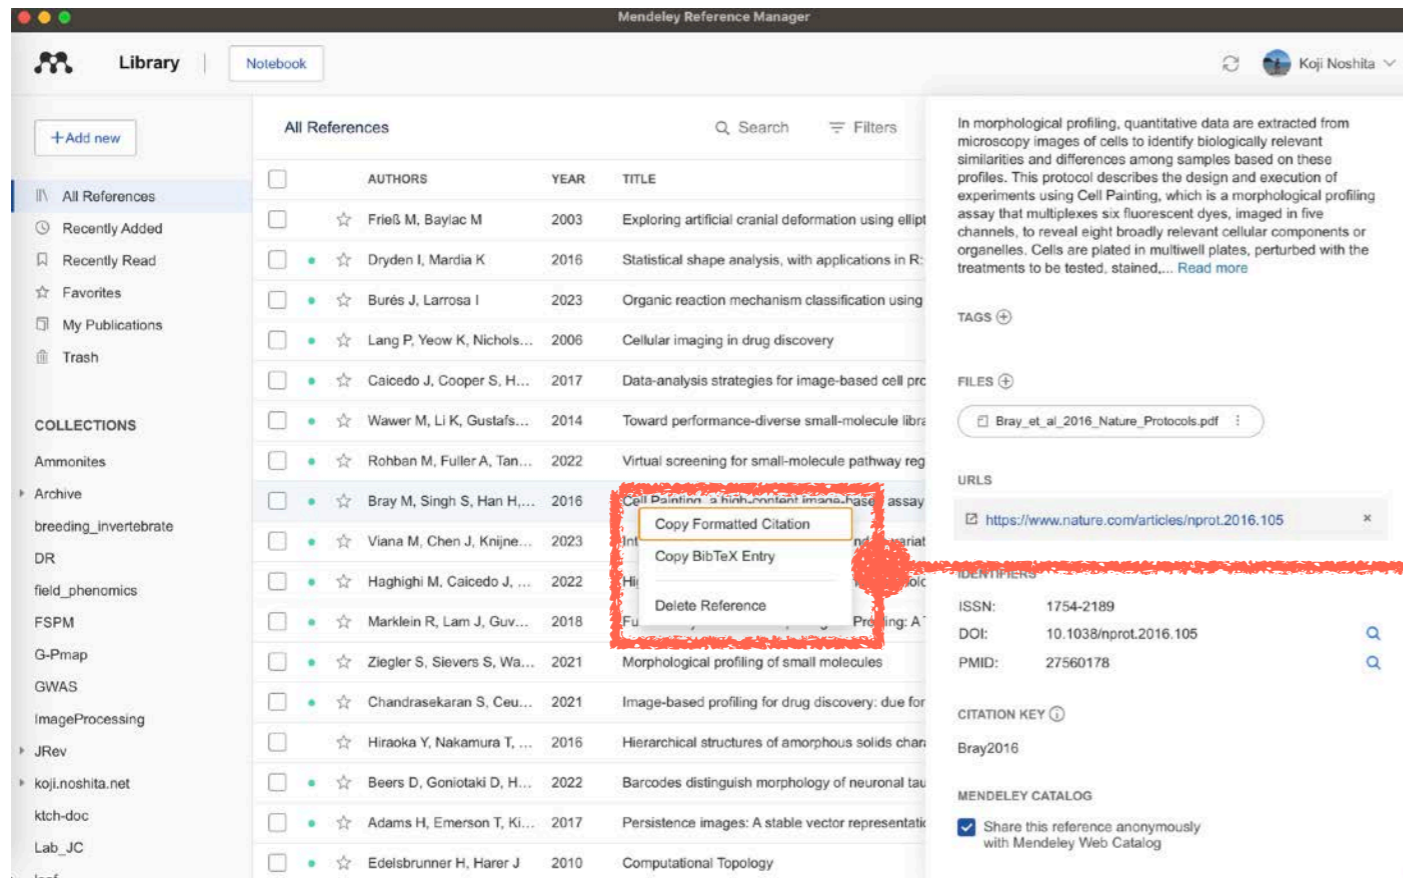 Mendeley Reference Manager
Library
Notebook
Koji Noshita
+Add new
All References
Recently Added
Recently Read
Favorites
My Publications
Trash
COLLECTIONS
Ammonites
Archive
breeding_invertebrate
DR
field_phenomics
FSPM
G-Pmap
GWAS
ImageProcessing
JRev
koji.noshita.net
ktch-doc
Lab_JC
All References
Search
Filters
AUTHORS YEAR TITLE
Frieß M, Baylac M 2003 Exploring artificial cranial deformation using ellipt
Dryden I, Mardia K 2016 Statistical shape analysis, with applications in R:
Burés J, Larrosa I 2023 Organic reaction mechanism classification using
Lang P, Yeow K, Nichols... 2006 Cellular imaging in drug discovery
Caicedo J, Cooper S, H... 2017 Data-analysis strategies for image-based cell pro
Wawer M, Li K, Gustafs... 2014 Toward performance-diverse small-molecule libra
Rohban M, Fuller A, Tan... 2022 Virtual screening for small-molecule pathway reg
Bray M, Singh S, Han H,... 2016 Cell Painting, a high-content image-based assay
Viana M, Chen J, Knijne... 2023
Haghighi M, Caicedo J, ... 2022
Marklein R, Lam J, Guv... 2018
Ziegler S, Sievers S, Wa... 2021 Morphological profiling of small molecules
Chandrasekaran S, Ceu... 2021 Image-based profiling for drug discovery: due for
Hiraoka Y, Nakamura T, ... 2016 Hierarchical structures of amorphous solids chara
Beers D, Goniotaki D, H... 2022 Barcodes distinguish morphology of neuronal tau
Adams H, Emerson T, Ki... 2017 Persistence images: A stable vector representatio
Edelsbrunner H, Harer J 2010 Computational Topology
Copy Formatted Citation
Copy BibTeX Entry
Delete Reference
In morphological profiling, quantitative data are extracted from
microscopy images of cells to identify biologically relevant
similarities and differences among samples based on these
profiles. This protocol describes the design and execution of
experiments using Cell Painting, which is a morphological profiling
assay that multiplexes six fluorescent dyes, imaged in five
channels, to reveal eight broadly relevant cellular components or
organelles. Cells are plated in multiwell plates, perturbed with the
treatments to be tested, stained,... Read more
TAGS
FILES
Bray_et_al_2016_Nature_Protocols.pdf
URLS
https://www.nature.com/articles/nprot.2016.105
IDENTIFIERS
ISSN: 1754-2189
DOI: 10.1038/nprot.2016.105
PMID: 27560178
CITATION KEY
Bray2016
MENDELEY CATALOG
Share this reference anonymously
with Mendeley Web Catalog